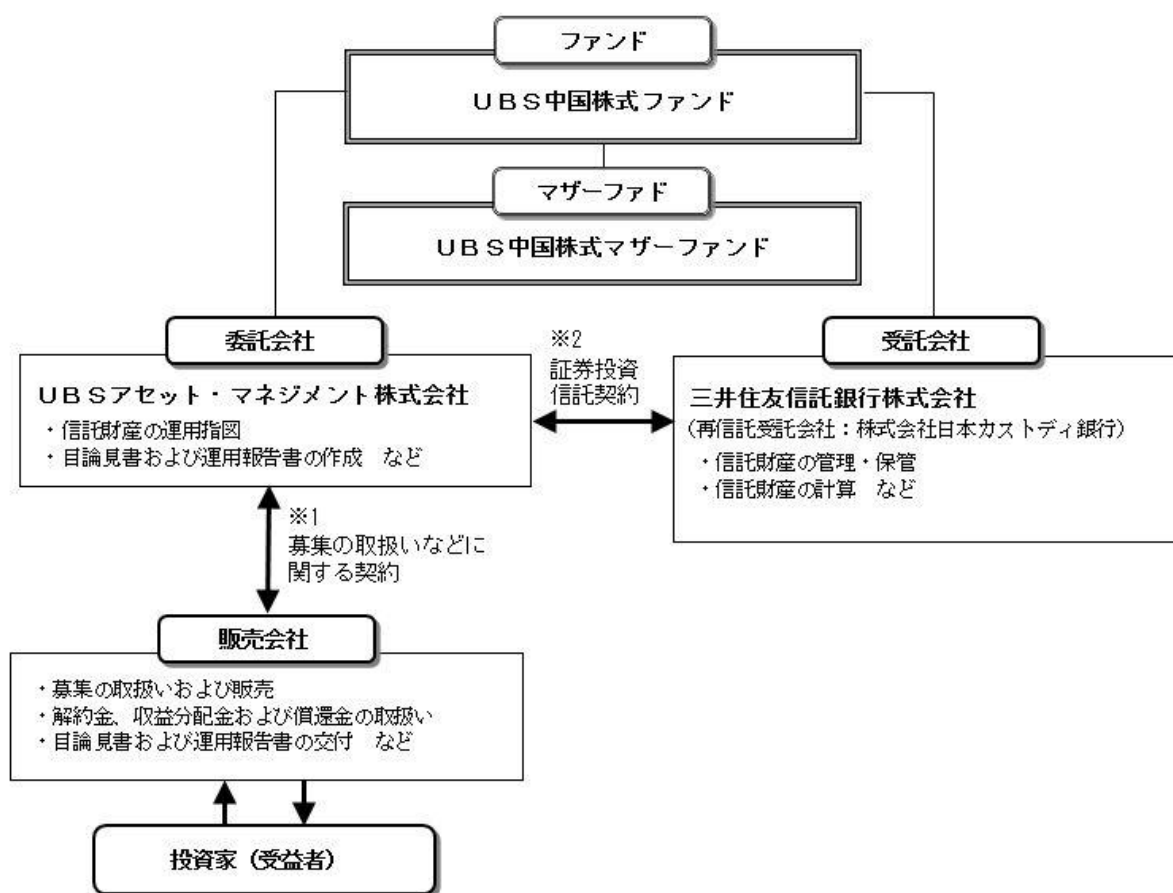 ファンド
UBS中国株式ファンド
マザーファド
UBS中国株式マザーファンド
委託会社
UBSアセット・マネジメント株式会社
・信託財産の運用指図
・目論見書および運用報告書の作成　など
※2
証券投資
信託契約
受託会社
三井住友信託銀行株式会社
(再信託受託会社：株式会社日本カストディ銀行)
・信託財産の管理・保管
・信託財産の計算　など
※1
募集の取扱いなどに
関する契約
販売会社
・募集の取扱いおよび販売
・解約金、収益分配金および償還金の取扱い
・目論見書および運用報告書の交付　など
投資家（受益者）